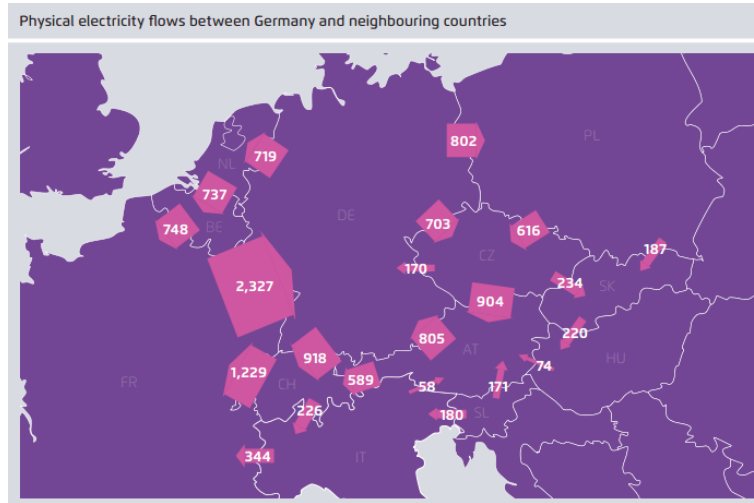 Physical electricity flows between Germany and neighbouring countries
PL
802
719
NL
737
703
DE
748
BE
616
CZ
187
170
234
SK
2,327
904
220
805
AT
HU
918
74
1,229
FR
CH
589
58
171
226
180
SL
344
IT